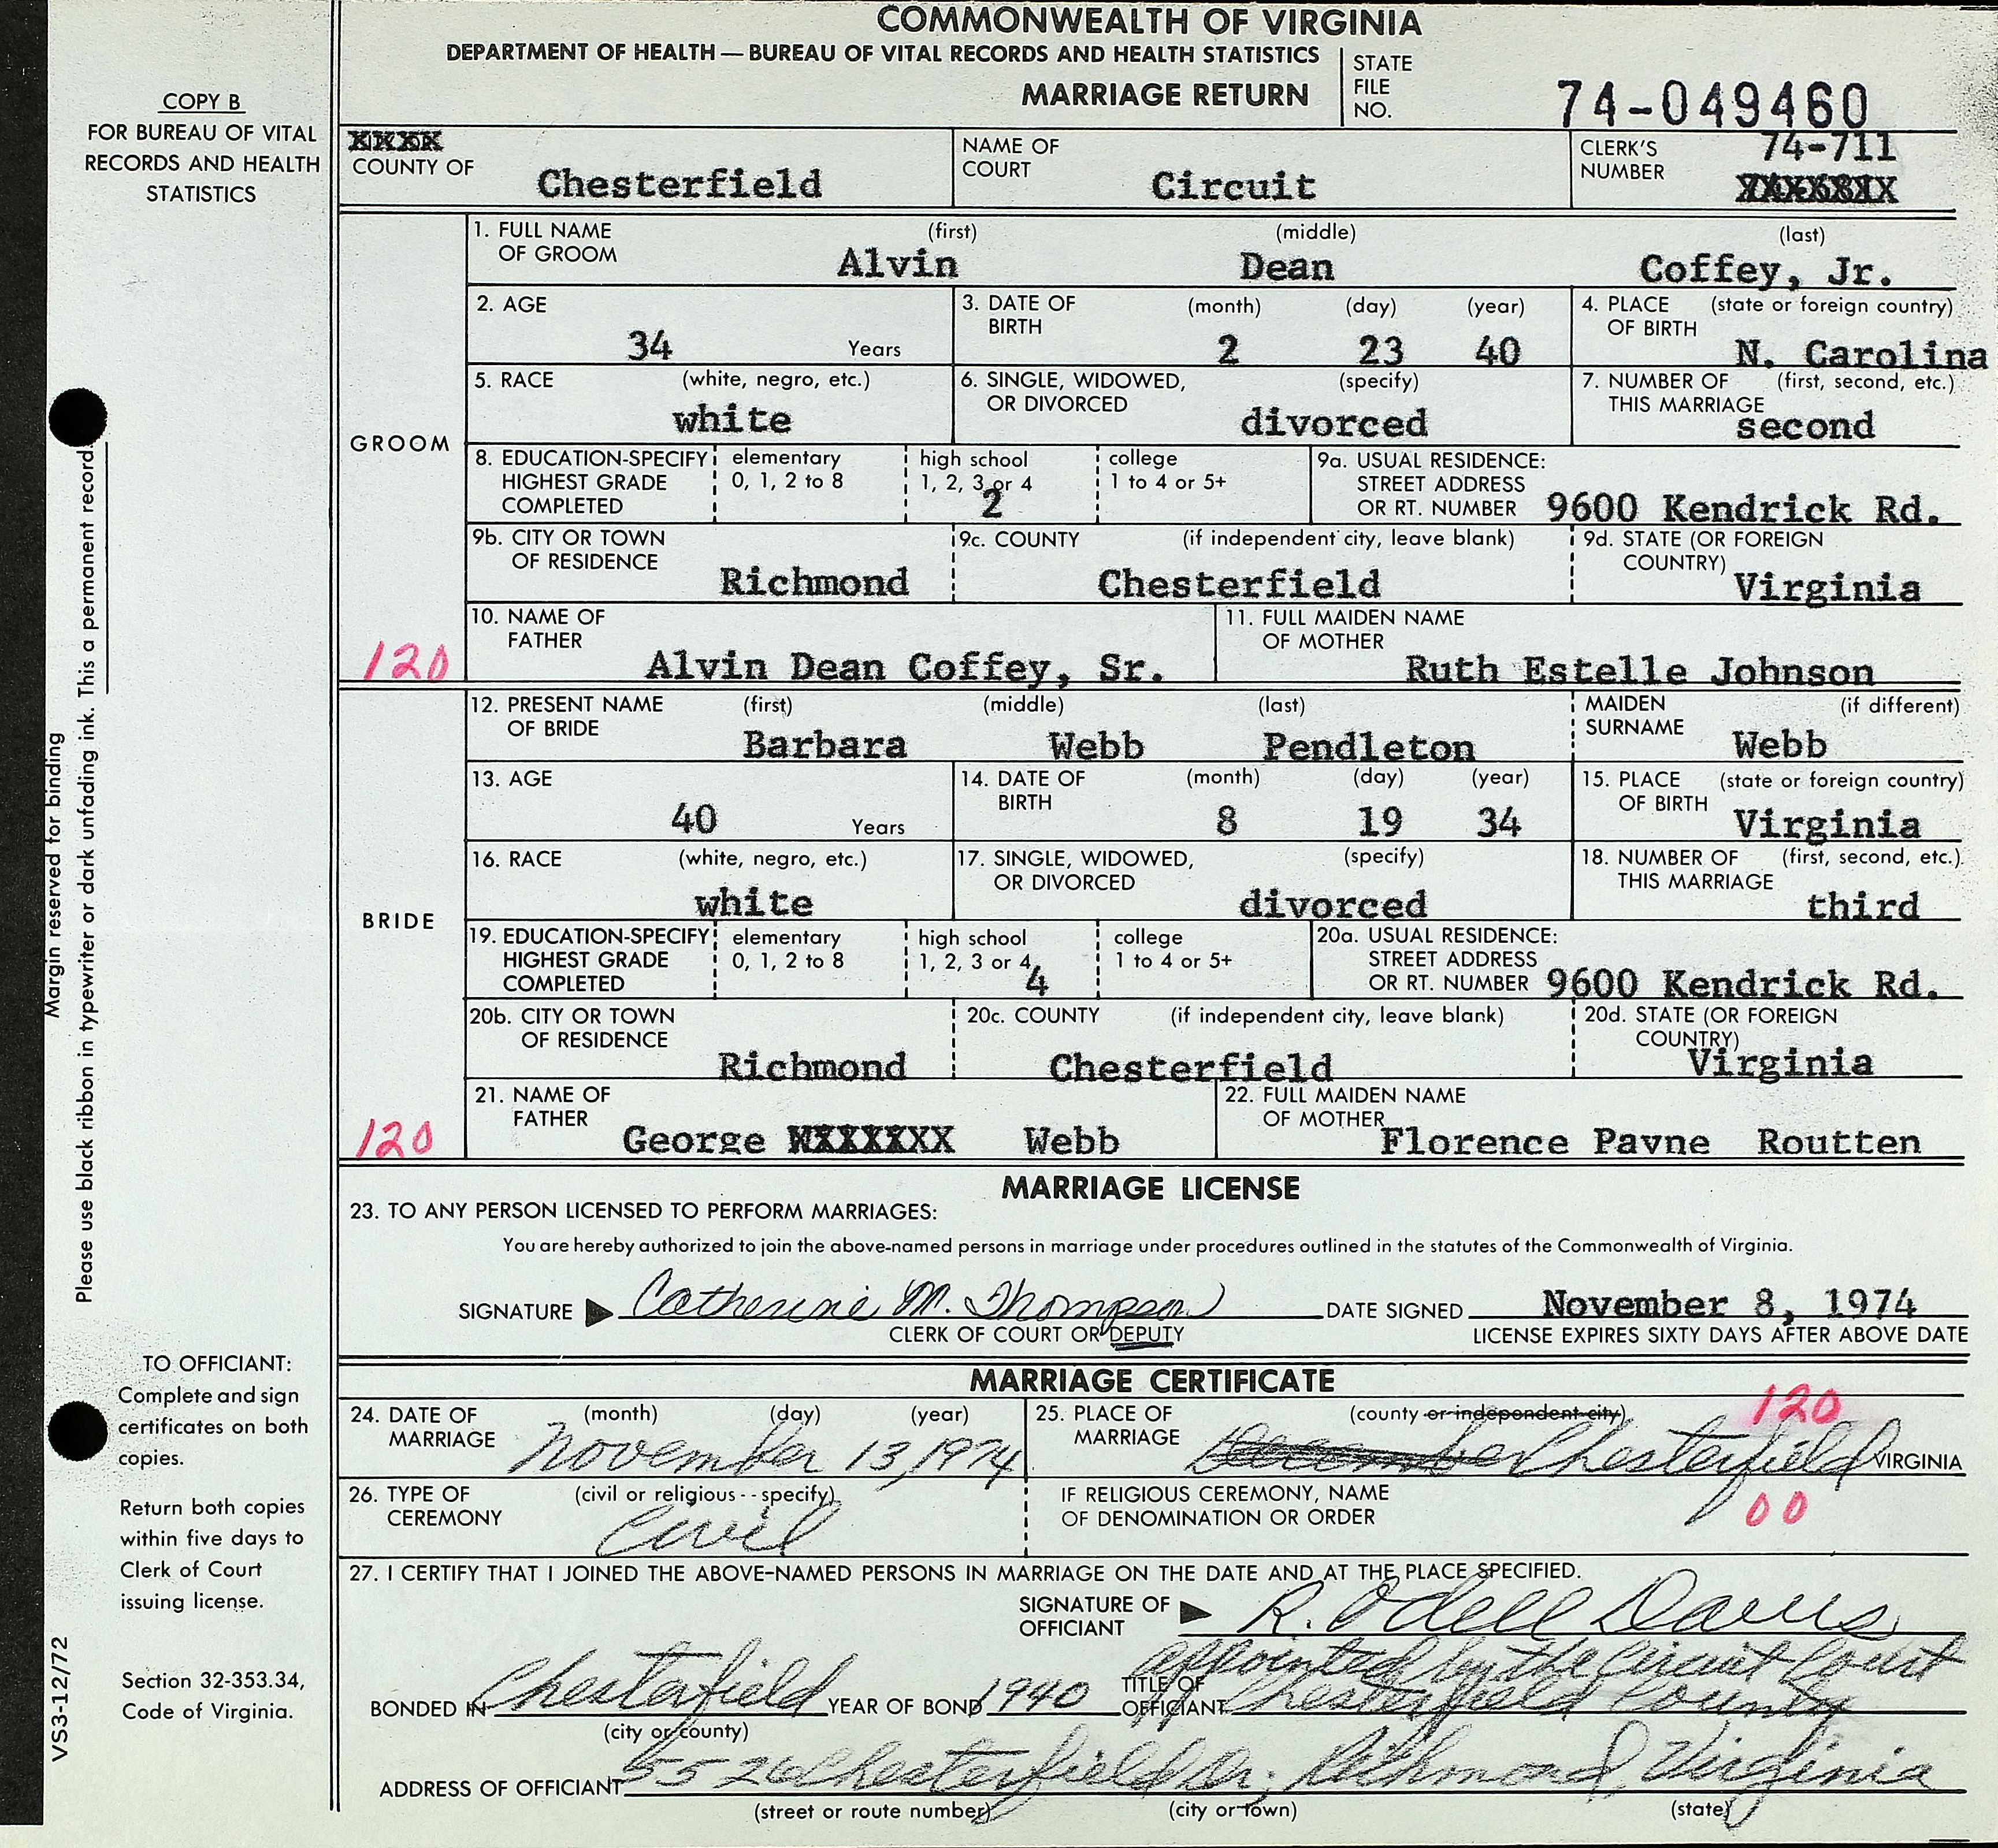 COMMONWEALTH OF VIRGINIA
DEPARTMENT OF HEALTH — BUREAU OF VITAL RECORDS AND HEALTH STATISTICS
MARRIAGE RETURN
STATE FILE NO. 74-049460
COPY B
FOR BUREAU OF VITAL
RECORDS AND HEALTH
STATISTICS
XXXX
COUNTY OF Chesterfield
NAME OF COURT Circuit
CLERK'S NUMBER 74-711
GROOM
1. FULL NAME OF GROOM (first) Alvin (middle) Dean (last) Coffey, Jr.
2. AGE 34 Years
3. DATE OF BIRTH (month) 2 (day) 23 (year) 40
4. PLACE OF BIRTH (state or foreign country) N. Carolina
5. RACE (white, negro, etc.) white
6. SINGLE, WIDOWED, OR DIVORCED (specify) divorced
7. NUMBER OF THIS MARRIAGE (first, second, etc.) second
8. EDUCATION-SPECIFY HIGHEST GRADE COMPLETED elementary 0, 1, 2 to 8 high school 1, 2, 3 or 4 2 college 1 to 4 or 5+
9a. USUAL RESIDENCE: STREET ADDRESS OR RT. NUMBER 9600 Kendrick Rd.
9b. CITY OR TOWN OF RESIDENCE Richmond
9c. COUNTY (if independent city, leave blank) Chesterfield
9d. STATE (OR FOREIGN COUNTRY) Virginia
10. NAME OF FATHER Alvin Dean Coffey, Sr.
11. FULL MAIDEN NAME OF MOTHER Ruth Estelle Johnson
120
BRIDE
12. PRESENT NAME OF BRIDE (first) Barbara (middle) Webb (last) Pendleton
MAIDEN SURNAME (if different) Webb
13. AGE 40 Years
14. DATE OF BIRTH (month) 8 (day) 19 (year) 34
15. PLACE OF BIRTH (state or foreign country) Virginia
16. RACE (white, negro, etc.) white
17. SINGLE, WIDOWED, OR DIVORCED (specify) divorced
18. NUMBER OF THIS MARRIAGE (first, second, etc.) third
19. EDUCATION-SPECIFY HIGHEST GRADE COMPLETED elementary 0, 1, 2 to 8 high school 1, 2, 3 or 4 4 college 1 to 4 or 5+
20a. USUAL RESIDENCE: STREET ADDRESS OR RT. NUMBER 9600 Kendrick Rd.
20b. CITY OR TOWN OF RESIDENCE Richmond
20c. COUNTY (if independent city, leave blank) Chesterfield
20d. STATE (OR FOREIGN COUNTRY) Virginia
21. NAME OF FATHER George Webb
22. FULL MAIDEN NAME OF MOTHER Florence Payne Routten
120
MARRIAGE LICENSE
23. TO ANY PERSON LICENSED TO PERFORM MARRIAGES:
You are hereby authorized to join the above-named persons in marriage under procedures outlined in the statutes of the Commonwealth of Virginia.
SIGNATURE Catherine M. Thompson DATE SIGNED November 8, 1974
CLERK OF COURT OR DEPUTY
LICENSE EXPIRES SIXTY DAYS AFTER ABOVE DATE
MARRIAGE CERTIFICATE
24. DATE OF MARRIAGE (month) (day) (year) November 13, 1974
25. PLACE OF MARRIAGE (county or independent city) Chesterfield VIRGINIA
120
26. TYPE OF CEREMONY (civil or religious--specify) Civil
IF RELIGIOUS CEREMONY, NAME OF DENOMINATION OR ORDER
00
27. I CERTIFY THAT I JOINED THE ABOVE-NAMED PERSONS IN MARRIAGE ON THE DATE AND AT THE PLACE SPECIFIED.
SIGNATURE OF OFFICIANT R. Odell Davis
BONDED IN Chesterfield YEAR OF BOND 1940 TITLE OF OFFICIANT appointed by the Circuit Court of Chesterfield County
(city or county)
ADDRESS OF OFFICIANT 5526 Chesterfield Dr. Richmond, Virginia
(street or route number) (city or town) (state)
Margin reserved for binding
Please use black ribbon in typewriter or dark unfading ink. This a permanent record.
TO OFFICIANT:
Complete and sign
certificates on both
copies.
Return both copies
within five days to
Clerk of Court
issuing license.
Section 32-353.34,
Code of Virginia.
VS3-12/72